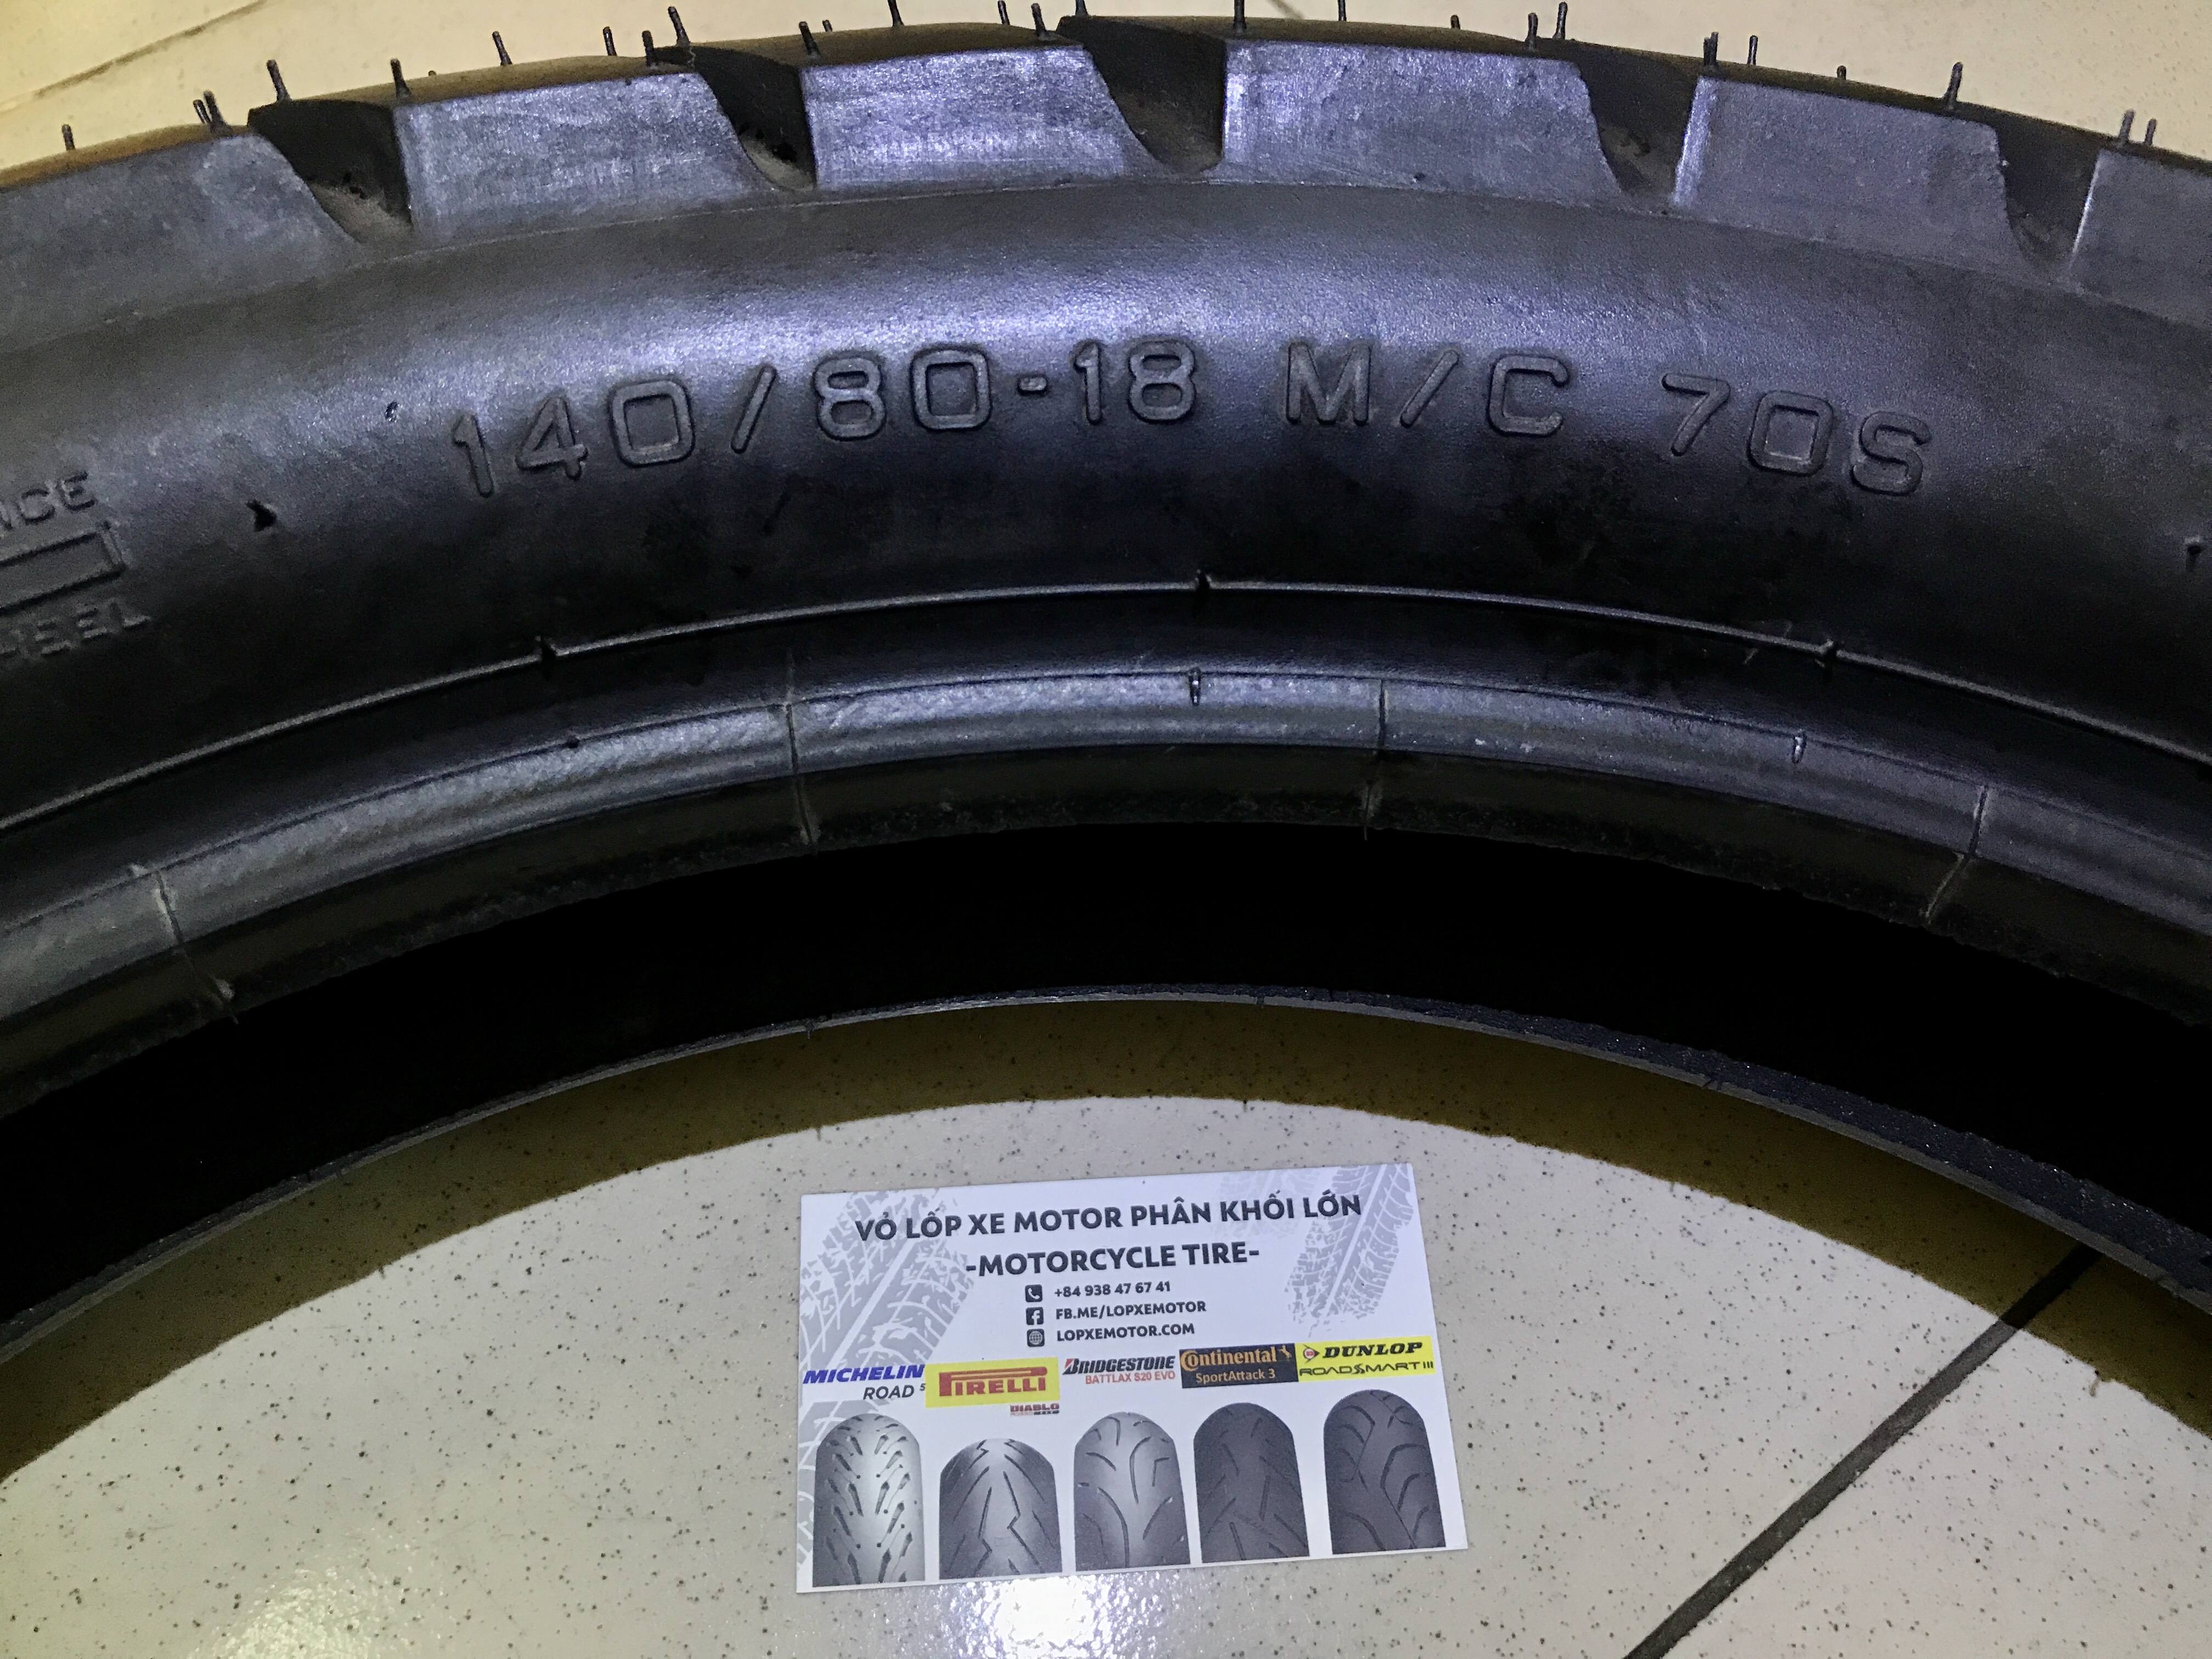 140/80-18 M/C 70S
VỎ LỐP XE MOTOR PHÂN KHỐI LỚN
-MOTORCYCLE TIRE-
+84 938 47 67 41
FB.ME/LOPXEMOTOR
LOPXEMOTOR.COM
MICHELIN
ROAD 5
PIRELLI
DIABLO
BRIDGESTONE
BATTLAX S20 EVO
Continental
SportAttack 3
DUNLOP
ROADSMART III